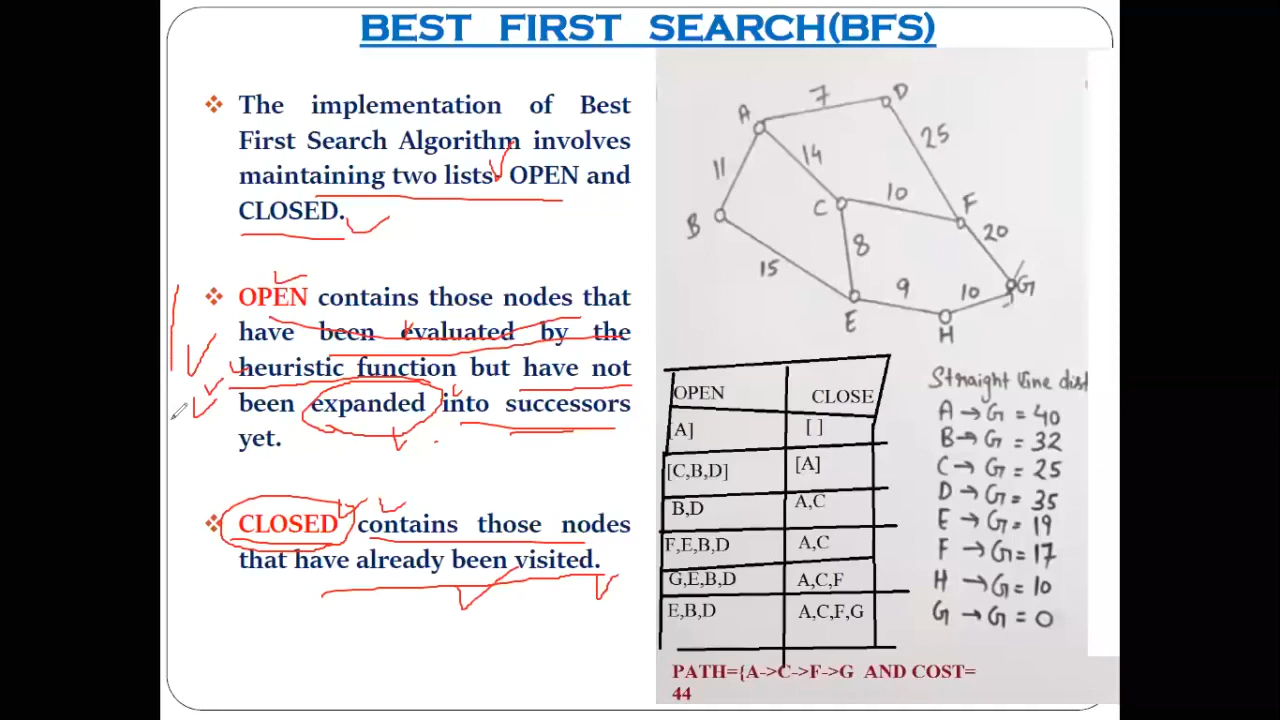 BEST FIRST SEARCH(BFS)
The implementation of Best
First Search Algorithm involves
maintaining two lists- OPEN and
CLOSED.
OPEN contains those nodes that
have been evaluated by the
heuristic function but have not
been expanded into successors
yet.
CLOSED contains those nodes
that have already been visited.
A
7
D
11
14
25
B
C
10
F
8
20
15
9
10
G
E
H
OPEN CLOSE
[A] [ ]
[C,B,D] [A]
B,D A,C
F,E,B,D A,C
G,E,B,D A,C,F
E,B,D A,C,F,G
Straight line dist
A → G = 40
B → G = 32
C → G = 25
D → G = 35
E → G = 19
F → G = 17
H → G = 10
G → G = 0
PATH={A->C->F->G AND COST=
44